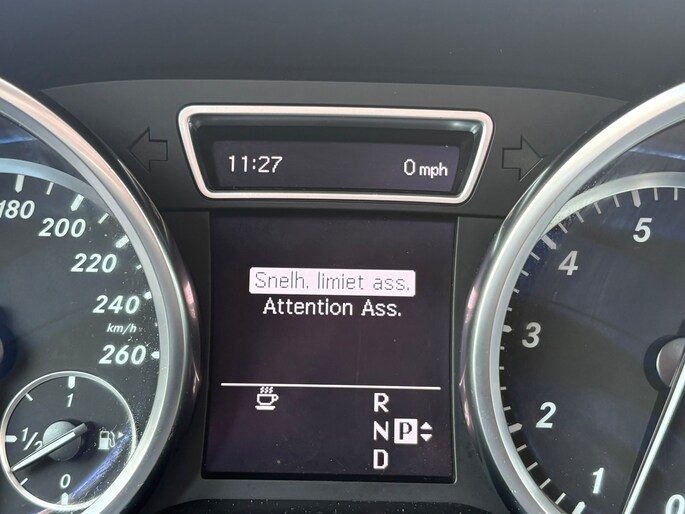 11:27 0 mph
Snelh. limiet ass.
Attention Ass.
R
N P
D
180
200
220
240
km/h
260
1
1/2
0
5
4
3
2
1
0